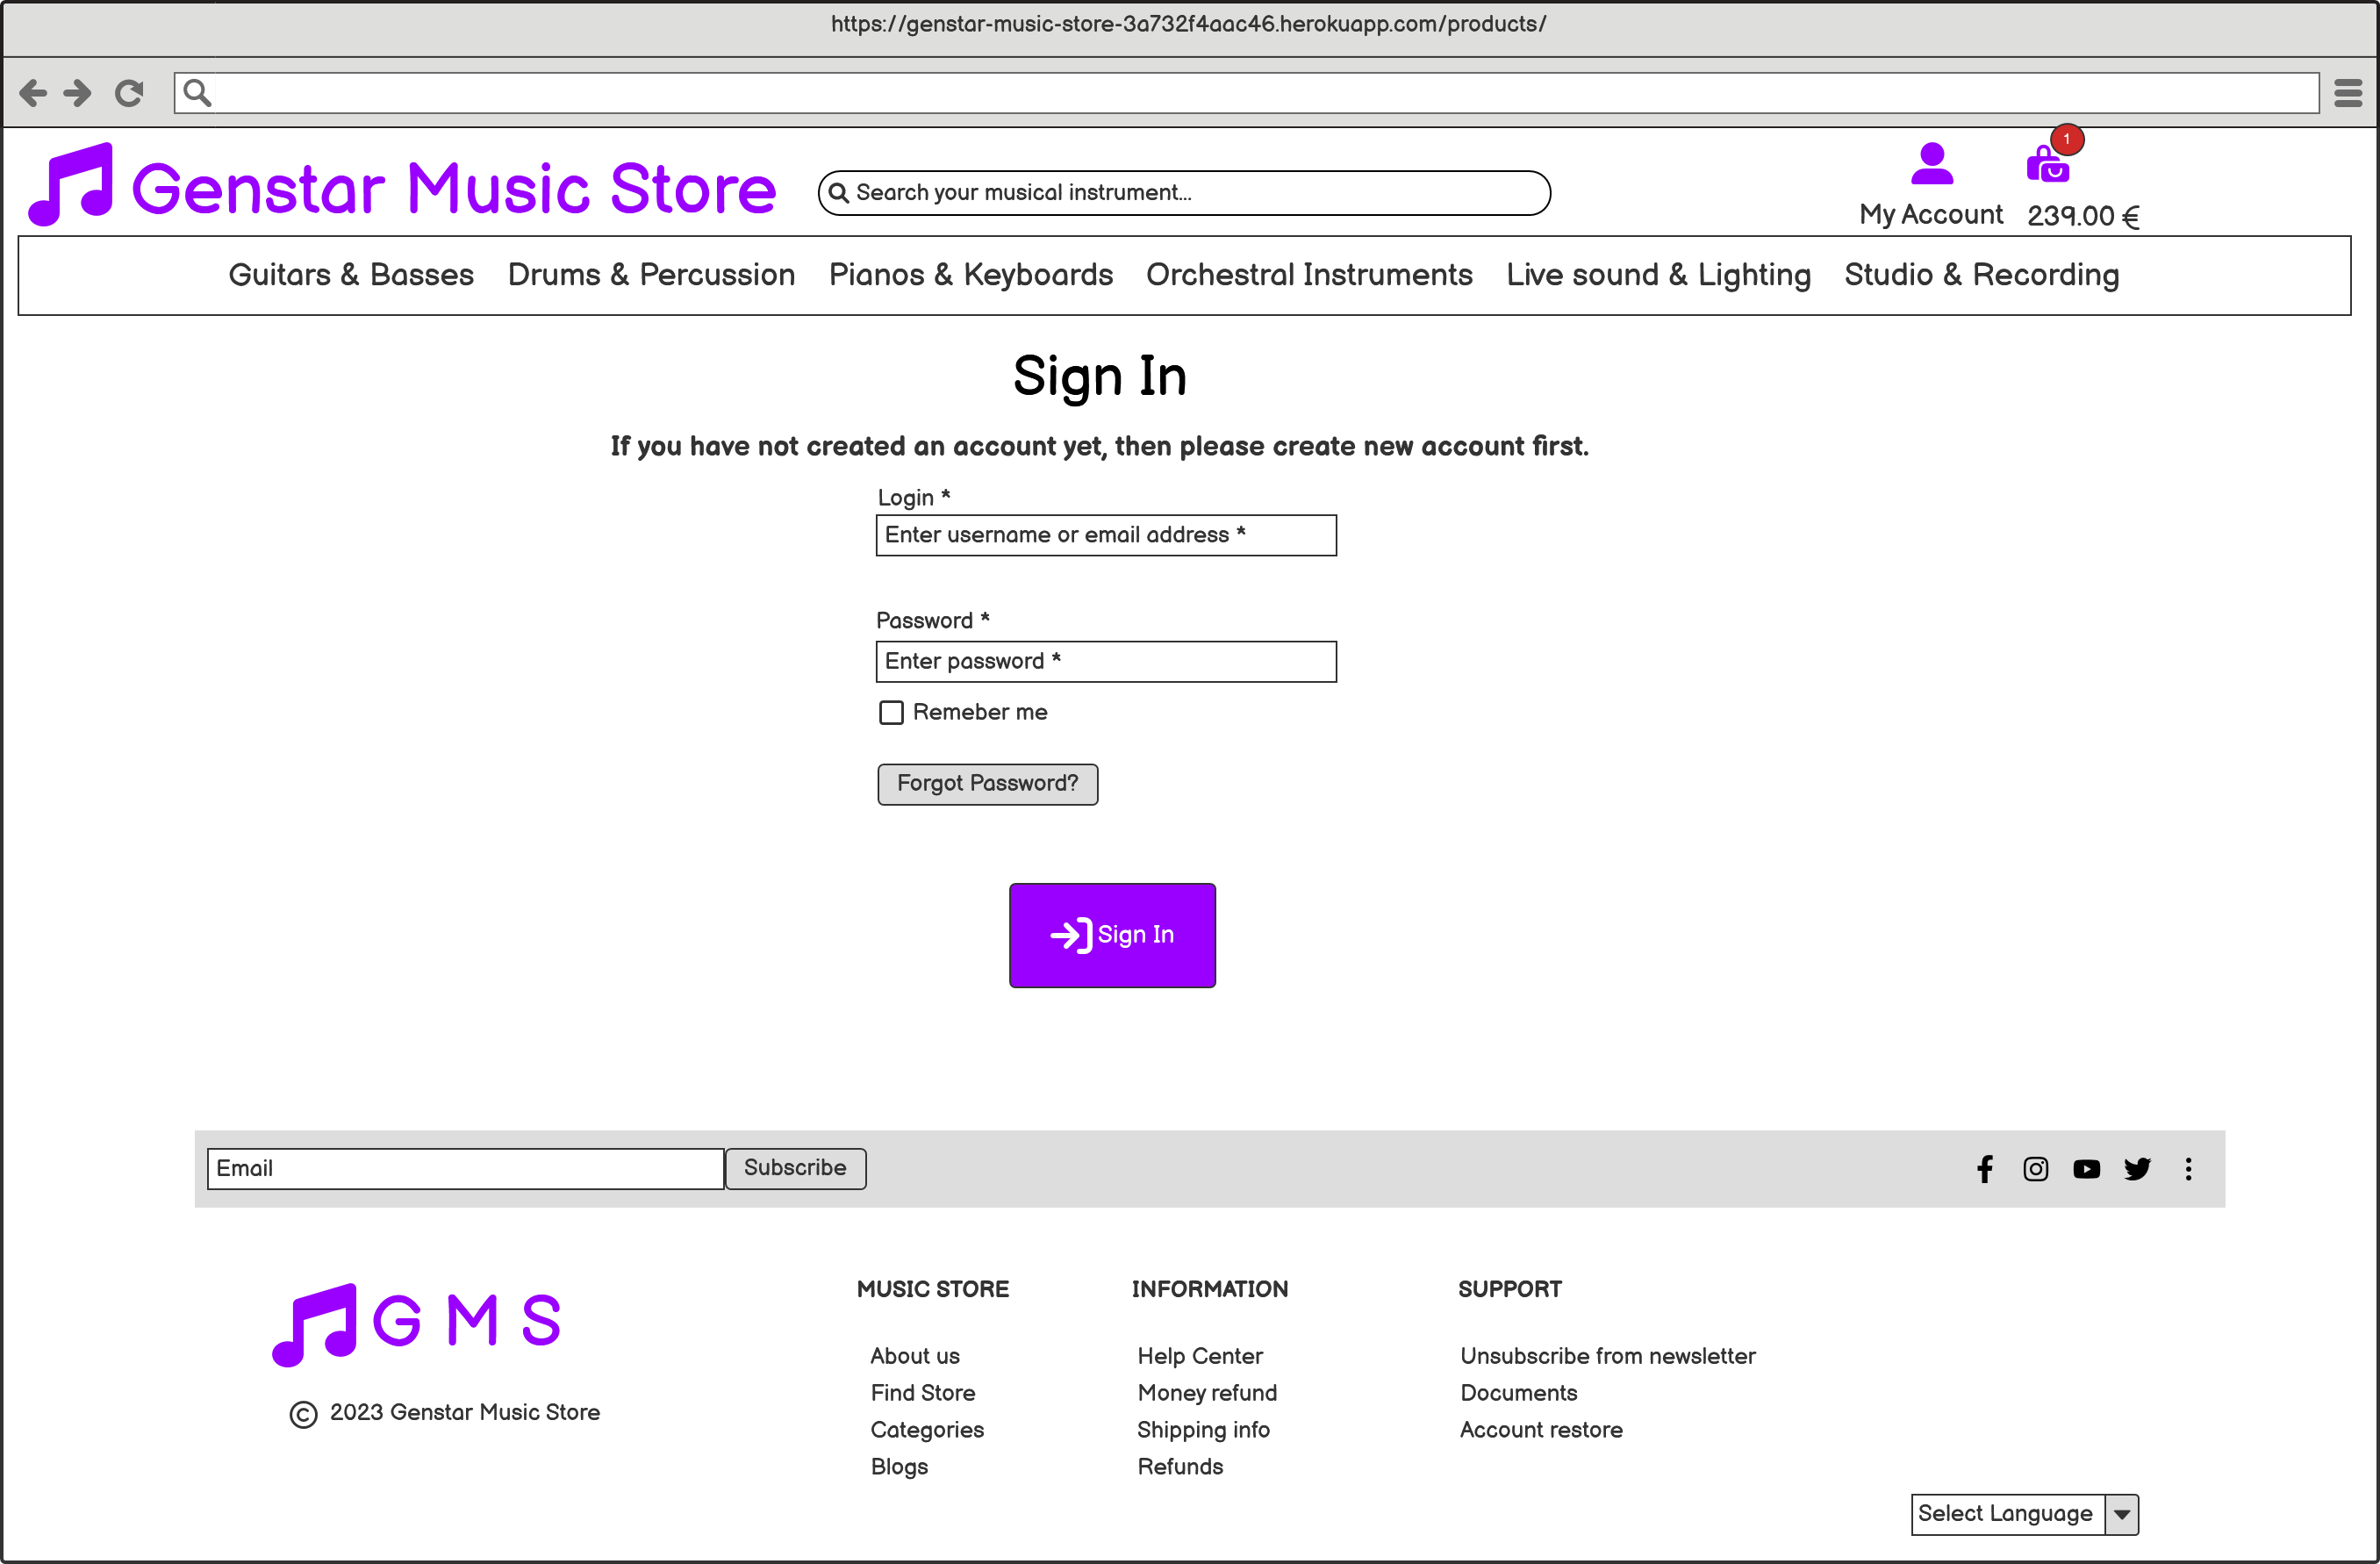 https://genstar-music-store-3a732f4aac46.herokuapp.com/products/
1
Genstar Music Store
Search your musical instrument...
My Account 239.00 €
Guitars & Basses Drums & Percussion Pianos & Keyboards Orchestral Instruments Live sound & Lighting Studio & Recording
Sign In
If you have not created an account yet, then please create new account first.
Login *
Enter username or email address *
Password *
Enter password *
Remeber me
Forgot Password?
Sign In
Email Subscribe
MUSIC STORE INFORMATION SUPPORT
G M S
About us Help Center Unsubscribe from newsletter
Find Store Money refund Documents
© 2023 Genstar Music Store
Categories Shipping info Account restore
Blogs Refunds
Select Language